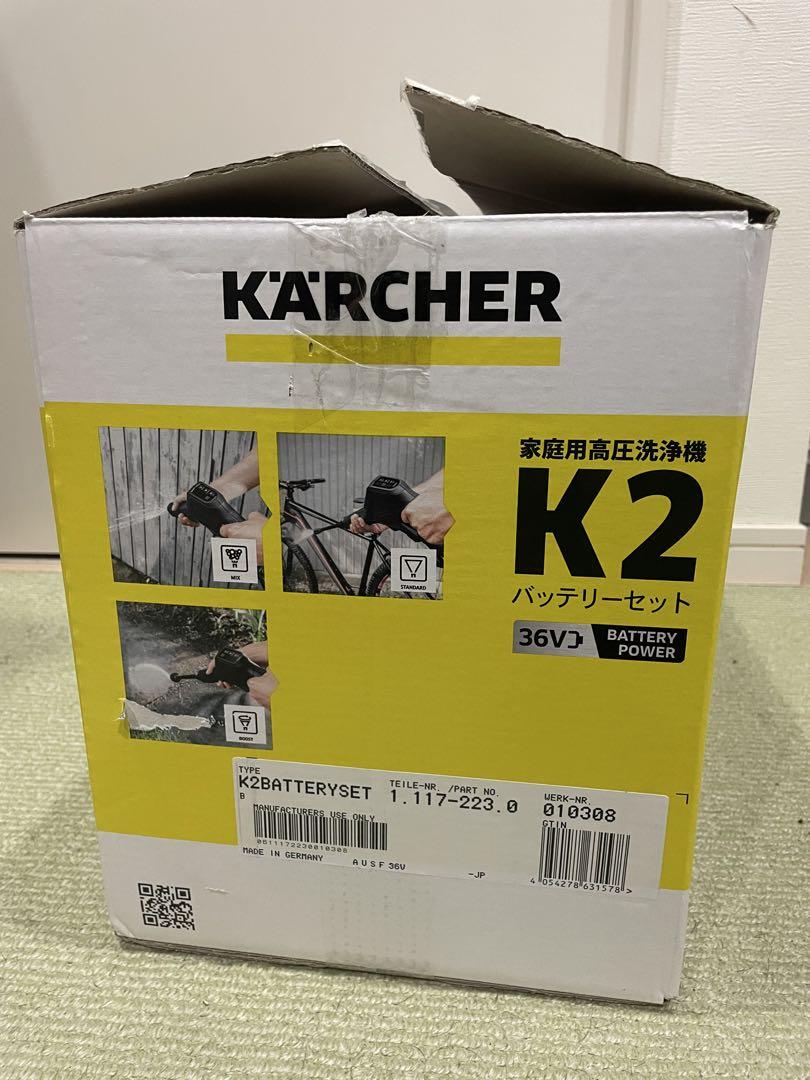 KÄRCHER
家庭用高圧洗浄機
K2
バッテリーセット
36V
BATTERY
POWER
MIX
STANDARD
BOOST
TYPE
K2BATTERYSET
B
TEILE-NR. /PART NO.
1.117-223.0
WERK-NR.
010308
MANUFACTURERS USE ONLY
0611172230010308
GTIN
MADE IN GERMANY
A U S F 36V
-JP
4 054278 631578 >